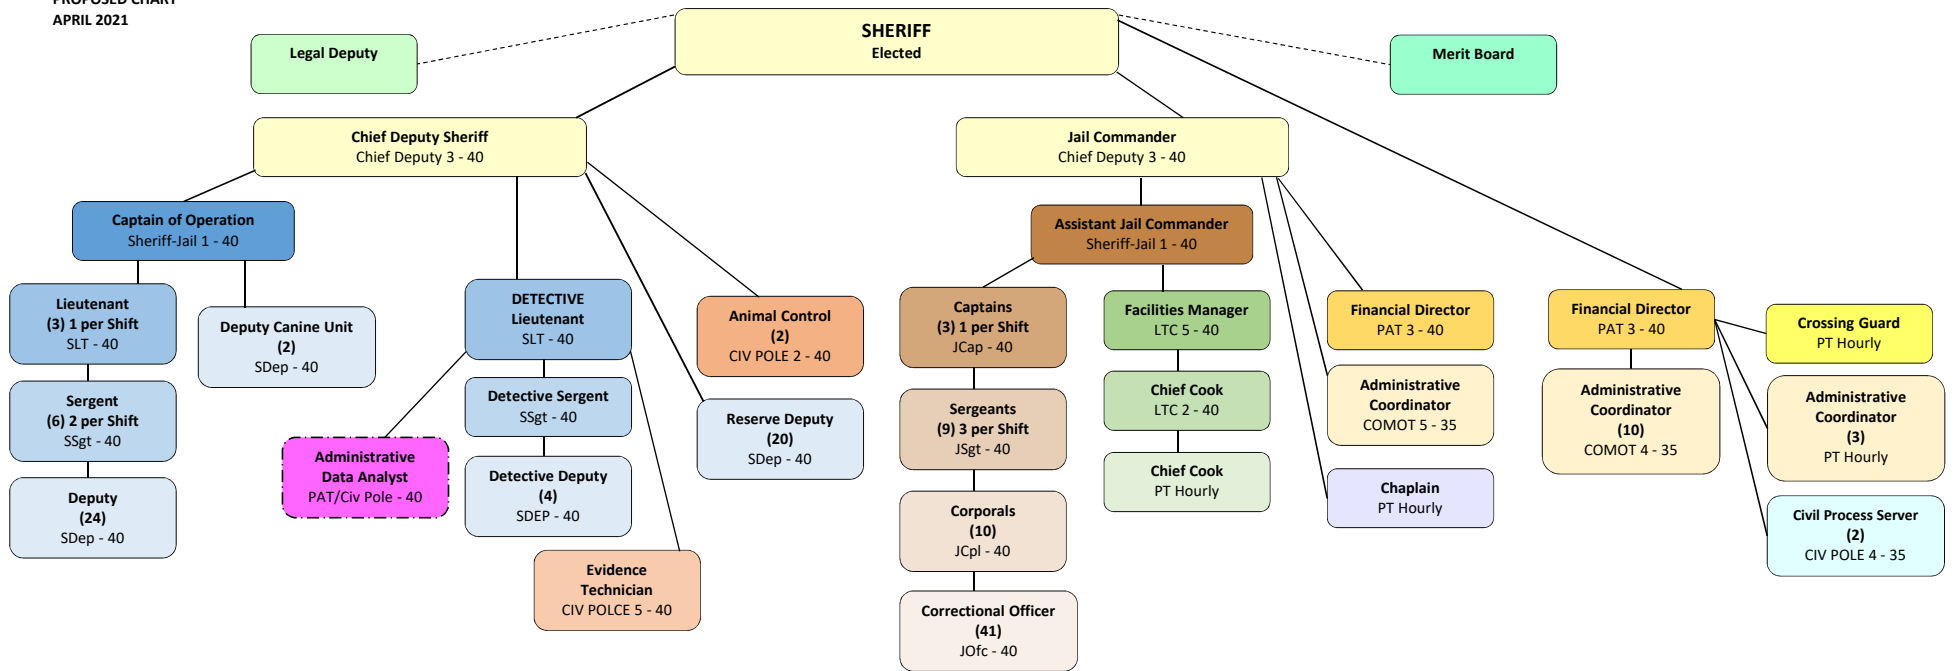 PROPOSED CHART
APRIL 2021
SHERIFF
Elected
Legal Deputy
Merit Board
Chief Deputy Sheriff
Chief Deputy 3 - 40
Jail Commander
Chief Deputy 3 - 40
Captain of Operation
Sheriff-Jail 1 - 40
Assistant Jail Commander
Sheriff-Jail 1 - 40
Lieutenant
(3) 1 per Shift
SLT - 40
Deputy Canine Unit
(2)
SDep - 40
DETECTIVE
Lieutenant
SLT - 40
Animal Control
(2)
CIV POLE 2 - 40
Captains
(3) 1 per Shift
JCap - 40
Facilities Manager
LTC 5 - 40
Financial Director
PAT 3 - 40
Financial Director
PAT 3 - 40
Crossing Guard
PT Hourly
Sergent
(6) 2 per Shift
SSgt - 40
Detective Sergent
SSgt - 40
Reserve Deputy
(20)
SDep - 40
Sergeants
(9) 3 per Shift
JSgt - 40
Chief Cook
LTC 2 - 40
Administrative
Coordinator
COMOT 5 - 35
Administrative
Coordinator
(10)
COMOT 4 - 35
Administrative
Coordinator
(3)
PT Hourly
Administrative
Data Analyst
PAT/Civ Pole - 40
Detective Deputy
(4)
SDEP - 40
Chief Cook
PT Hourly
Chaplain
PT Hourly
Deputy
(24)
SDep - 40
Corporals
(10)
JCpl - 40
Civil Process Server
(2)
CIV POLE 4 - 35
Evidence
Technician
CIV POLCE 5 - 40
Correctional Officer
(41)
JOfc - 40